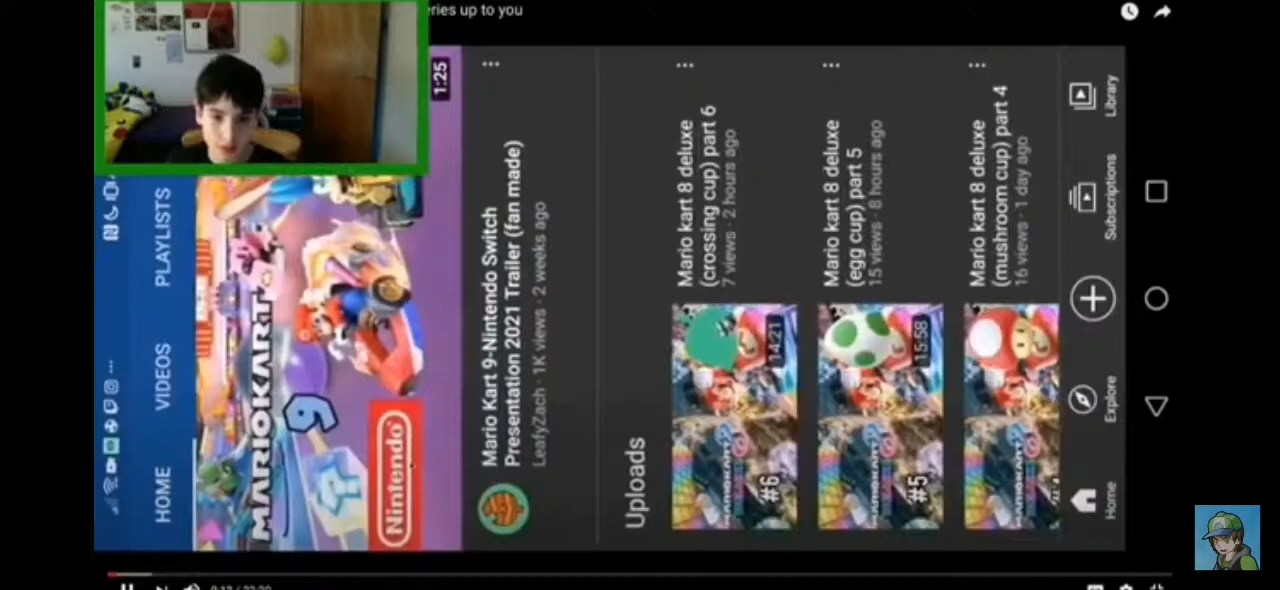 eries up to you
HOME
VIDEOS
PLAYLISTS
MARIOKART
9
Nintendo
1:25
Mario Kart 9-Nintendo Switch
Presentation 2021 Trailer (fan made)
LeafyZach · 1K views · 2 weeks ago
Uploads
#6
14:21
Mario kart 8 deluxe
(crossing cup) part 6
7 views · 2 hours ago
#5
15:58
Mario kart 8 deluxe
(egg cup) part 5
15 views · 8 hours ago
Mario kart 8 deluxe
(mushroom cup) part 4
16 views · 1 day ago
Home
Explore
Subscriptions
Library